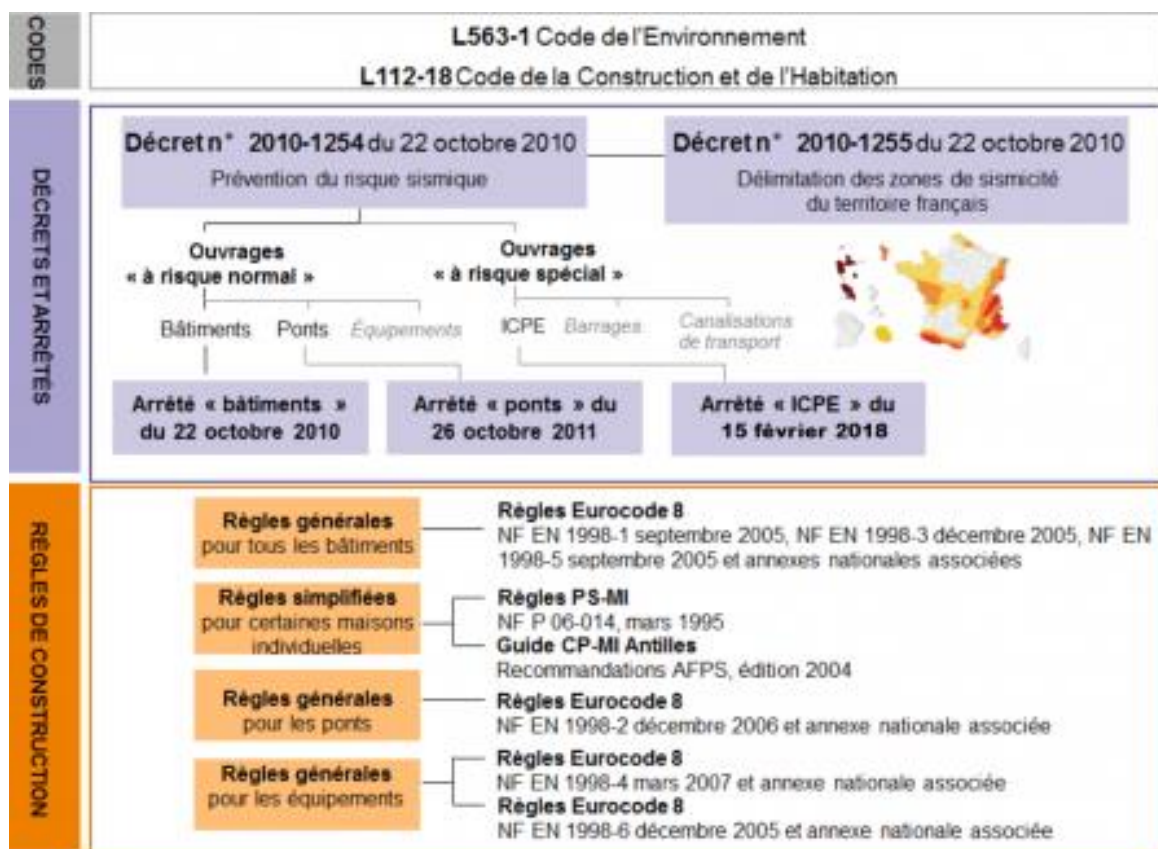 CODES
L563-1 Code de l'Environnement
L112-18 Code de la Construction et de l'Habitation
DÉCRETS ET ARRÊTÉS
Décret n° 2010-1254 du 22 octobre 2010
Prévention du risque sismique
Décret n° 2010-1255 du 22 octobre 2010
Délimitation des zones de sismicité
du territoire français
Ouvrages
« à risque normal »
Ouvrages
« à risque spécial »
Bâtiments
Ponts
Équipements
ICPE
Barrages
Canalisations
de transport
Arrêté « bâtiments »
du 22 octobre 2010
Arrêté « ponts » du
26 octobre 2011
Arrêté « ICPE » du
15 février 2018
RÈGLES DE CONSTRUCTION
Règles générales
pour tous les bâtiments
Règles Eurocode 8
NF EN 1998-1 septembre 2005, NF EN 1998-3 décembre 2005, NF EN
1998-5 septembre 2005 et annexes nationales associées
Règles simplifiées
pour certaines maisons
individuelles
Règles PS-MI
NF P 06-014, mars 1995
Guide CP-MI Antilles
Recommandations AFPS, édition 2004
Règles générales
pour les ponts
Règles Eurocode 8
NF EN 1998-2 décembre 2006 et annexe nationale associée
Règles générales
pour les équipements
Règles Eurocode 8
NF EN 1998-4 mars 2007 et annexe nationale associée
Règles Eurocode 8
NF EN 1998-6 décembre 2005 et annexe nationale associée